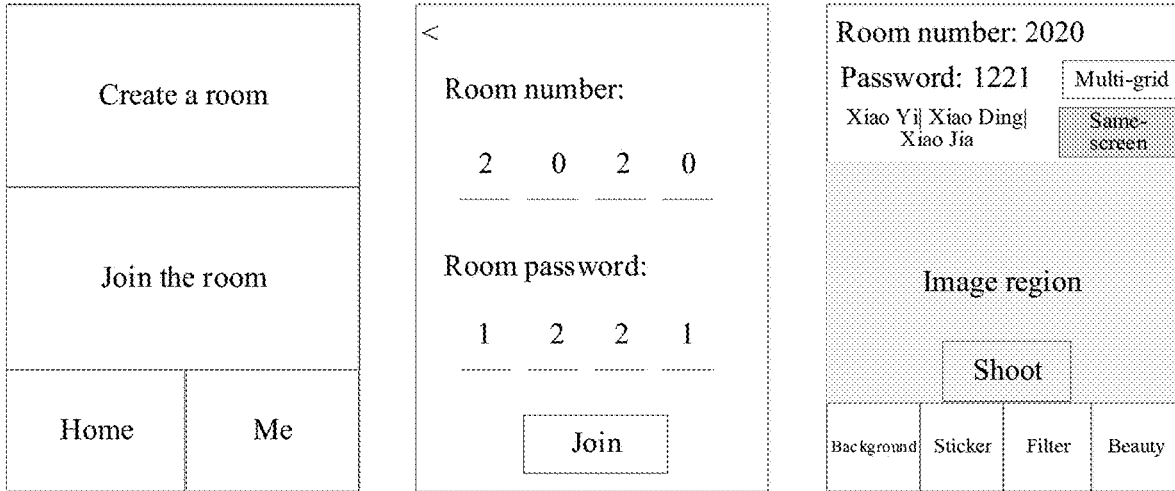 Create a room
Join the room
Home
Me
<
Room number:
2 0 2 0
Room password:
1 2 2 1
Join
Room number: 2020
Password: 1221
Multi-grid
Xiao Yi| Xiao Ding|
Xiao Jia
Same-
screen
Image region
Shoot
Background
Sticker
Filter
Beauty